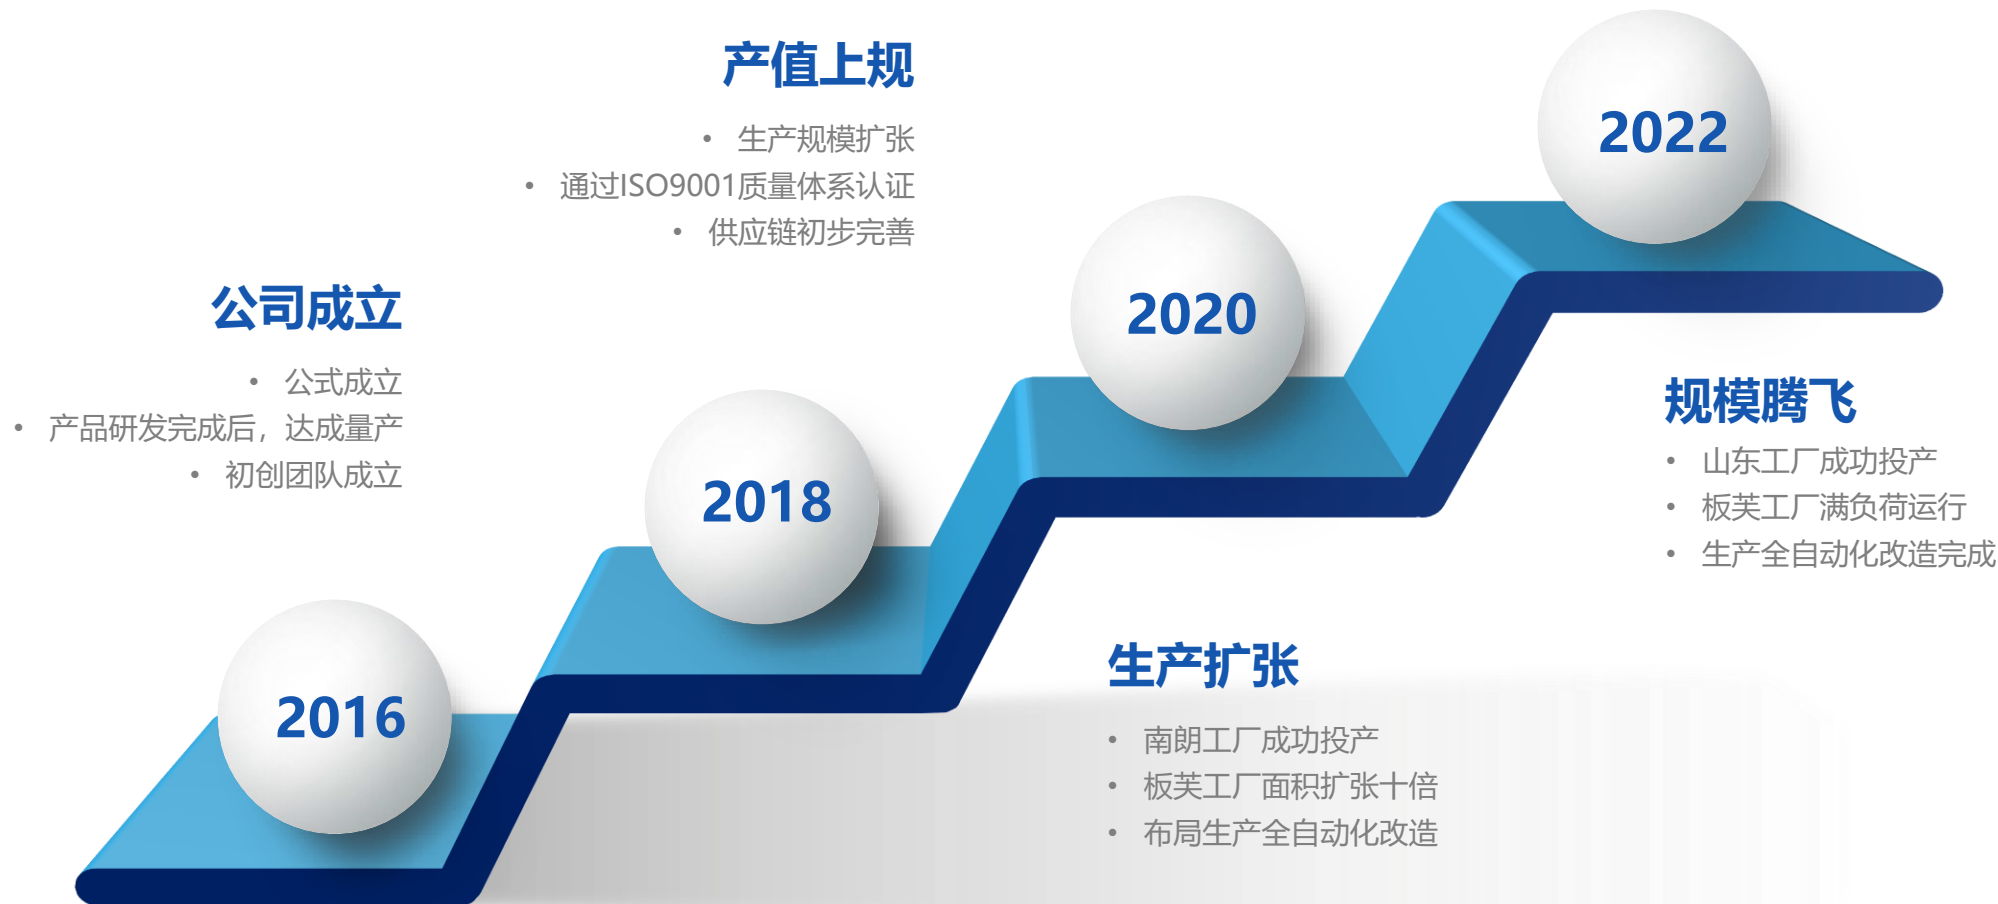 2016
公司成立
• 公式成立
• 产品研发完成后，达成量产
• 初创团队成立
2018
产值上规
• 生产规模扩张
• 通过ISO9001质量体系认证
• 供应链初步完善
2020
生产扩张
• 南朗工厂成功投产
• 板芙工厂面积扩张十倍
• 布局生产全自动化改造
2022
规模腾飞
• 山东工厂成功投产
• 板芙工厂满负荷运行
• 生产全自动化改造完成